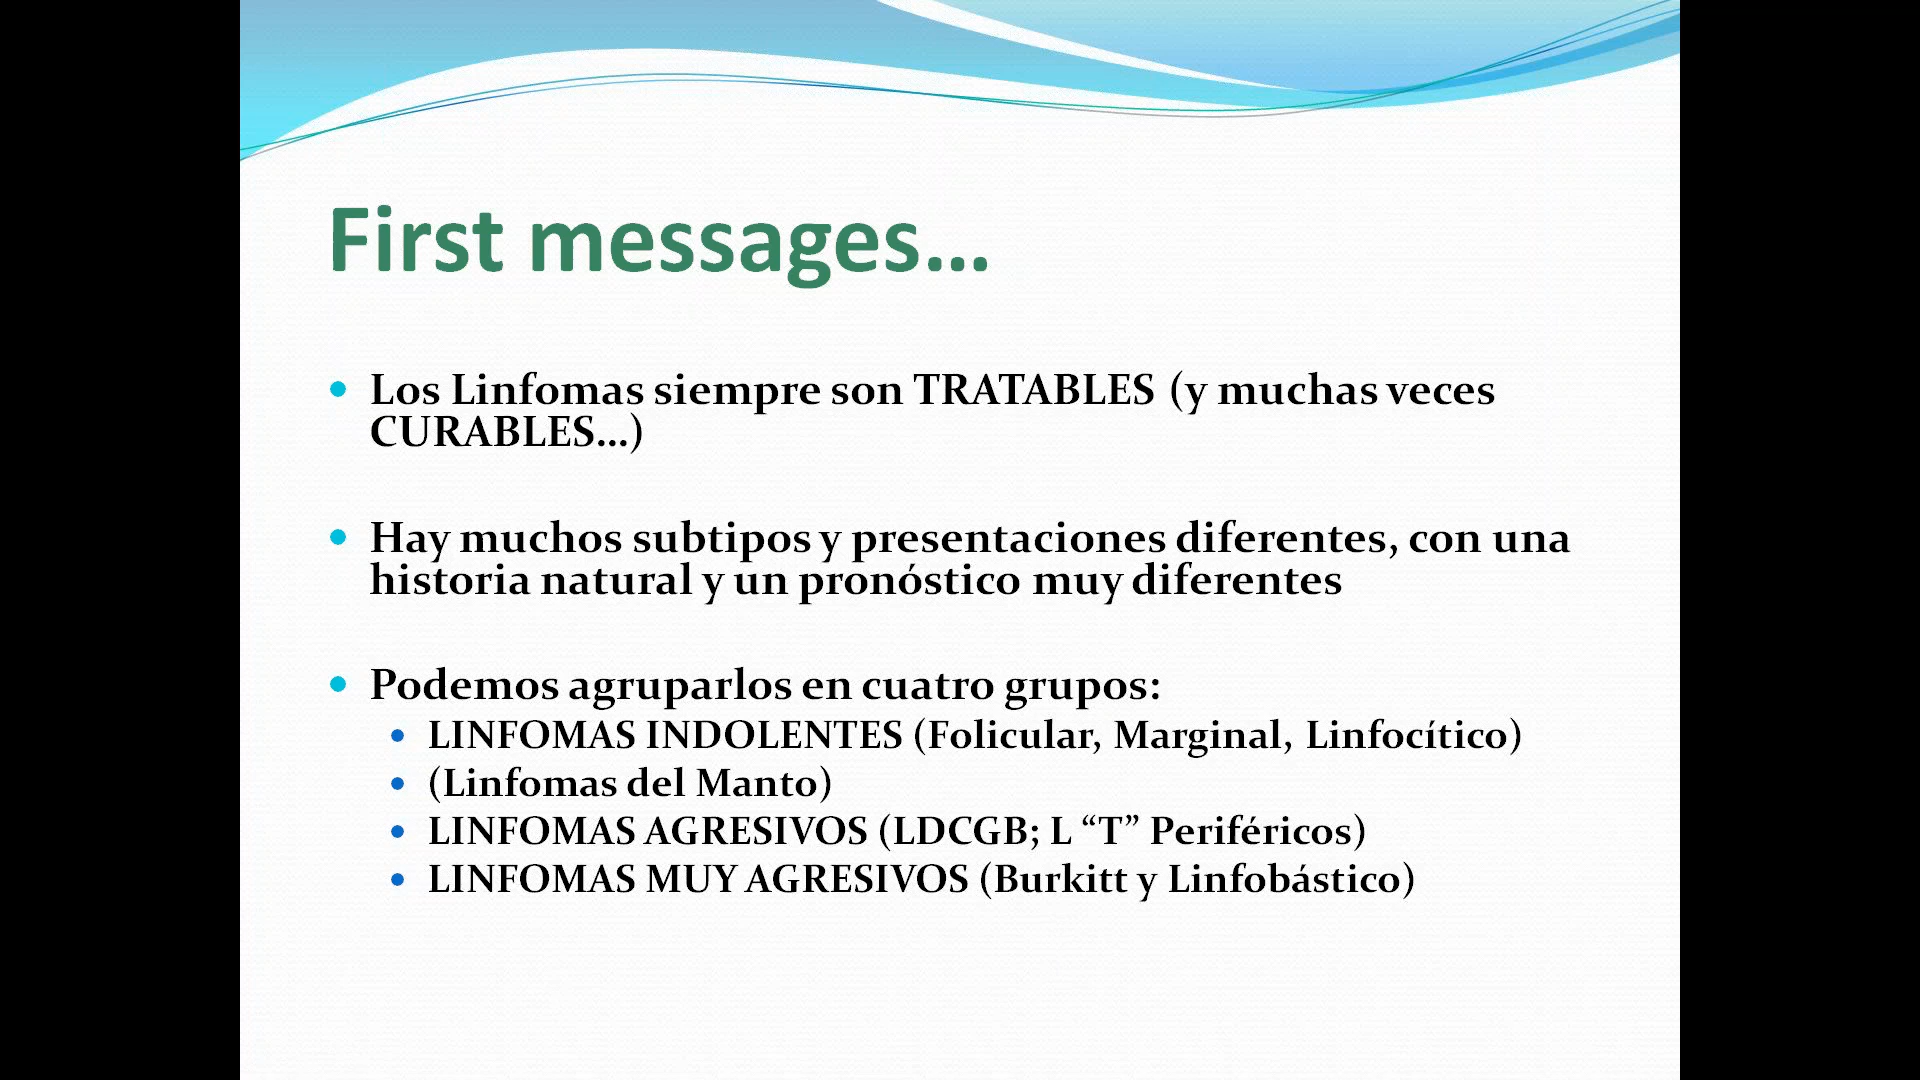 First messages…
Los Linfomas siempre son TRATABLES (y muchas veces
CURABLES…)
Hay muchos subtipos y presentaciones diferentes, con una
historia natural y un pronóstico muy diferentes
Podemos agruparlos en cuatro grupos:
LINFOMAS INDOLENTES (Folicular, Marginal, Linfocítico)
(Linfomas del Manto)
LINFOMAS AGRESIVOS (LDCGB; L “T” Periféricos)
LINFOMAS MUY AGRESIVOS (Burkitt y Linfobástico)